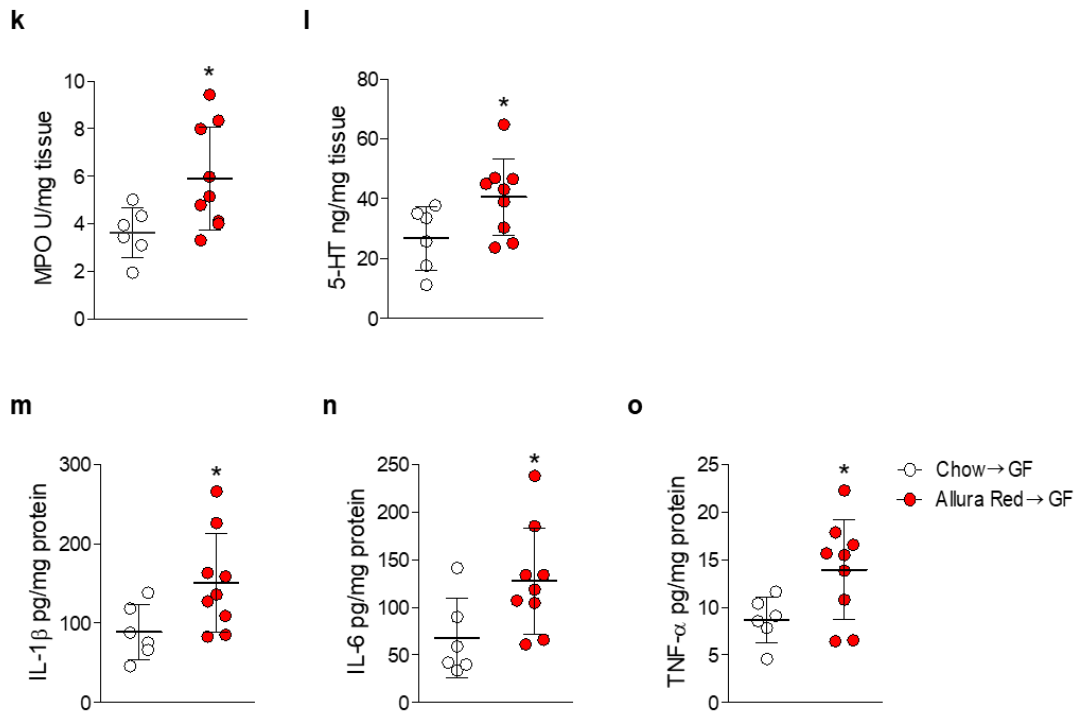 k
l
*
10
8
6
4
2
0
MPO U/mg tissue
*
80
60
40
20
0
5-HT ng/mg tissue
m
n
o
*
300
200
100
0
IL-1β pg/mg protein
*
250
200
150
100
50
0
IL-6 pg/mg protein
*
25
20
15
10
5
0
TNF-α pg/mg protein
Chow→GF
Allura Red→GF